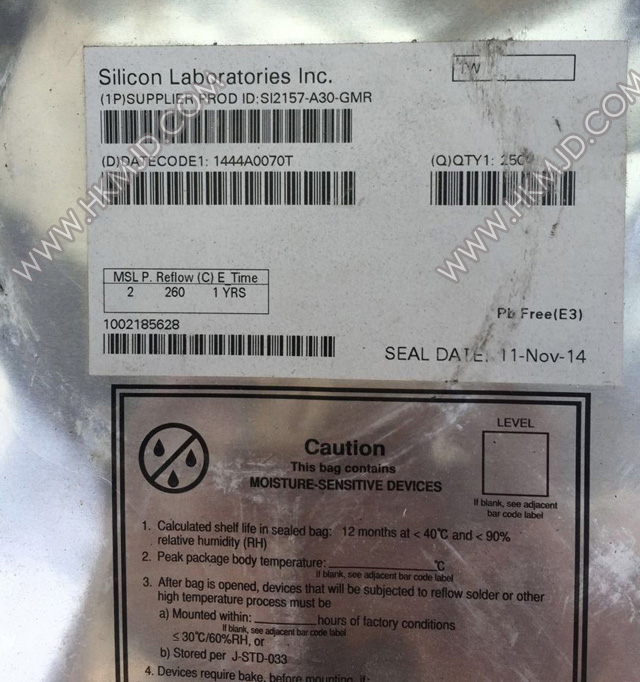 Silicon Laboratories Inc.
TW
(1P)SUPPLIER PROD ID:SI2157-A30-GMR
(D)DATECODE1: 1444A0070T
(Q)QTY1:
MSL P. Reflow (C) E Time
2 260 1 YRS
Pb Free(E3)
1002185628
SEAL DATE: 11-Nov-14
WWW.HKMJD.COM
WWW.HKMJD.COM
LEVEL
Caution
This bag contains
MOISTURE-SENSITIVE DEVICES
If blank, see adjacent
bar code label
1. Calculated shelf life in sealed bag: 12 months at < 40°C and < 90%
relative humidity (RH)
2. Peak package body temperature: °C
If blank, see adjacent bar code label
3. After bag is opened, devices that will be subjected to reflow solder or other
high temperature process must be
a) Mounted within: hours of factory conditions
If blank, see adjacent bar code label
≤ 30°C/60%RH, or
b) Stored per J-STD-033
4. Devices require bake, before mounting, if: